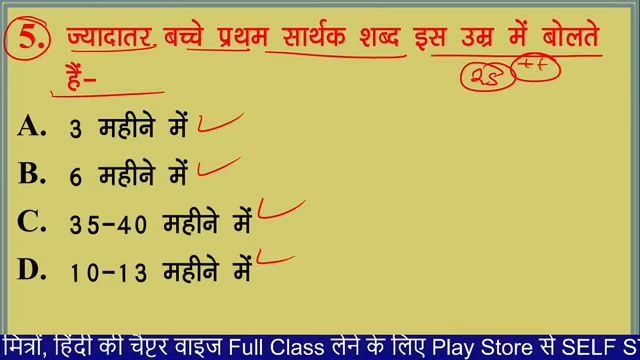 5. ज्यादातर बच्चे प्रथम सार्थक शब्द इस उम्र में बोलते
हैं-
25 ++
A. 3 महीने में
B. 6 महीने में
C. 35-40 महीने में
D. 10-13 महीने में
मित्रों, हिंदी की चैप्टर वाइज Full Class लेने के लिए Play Store से SELF S